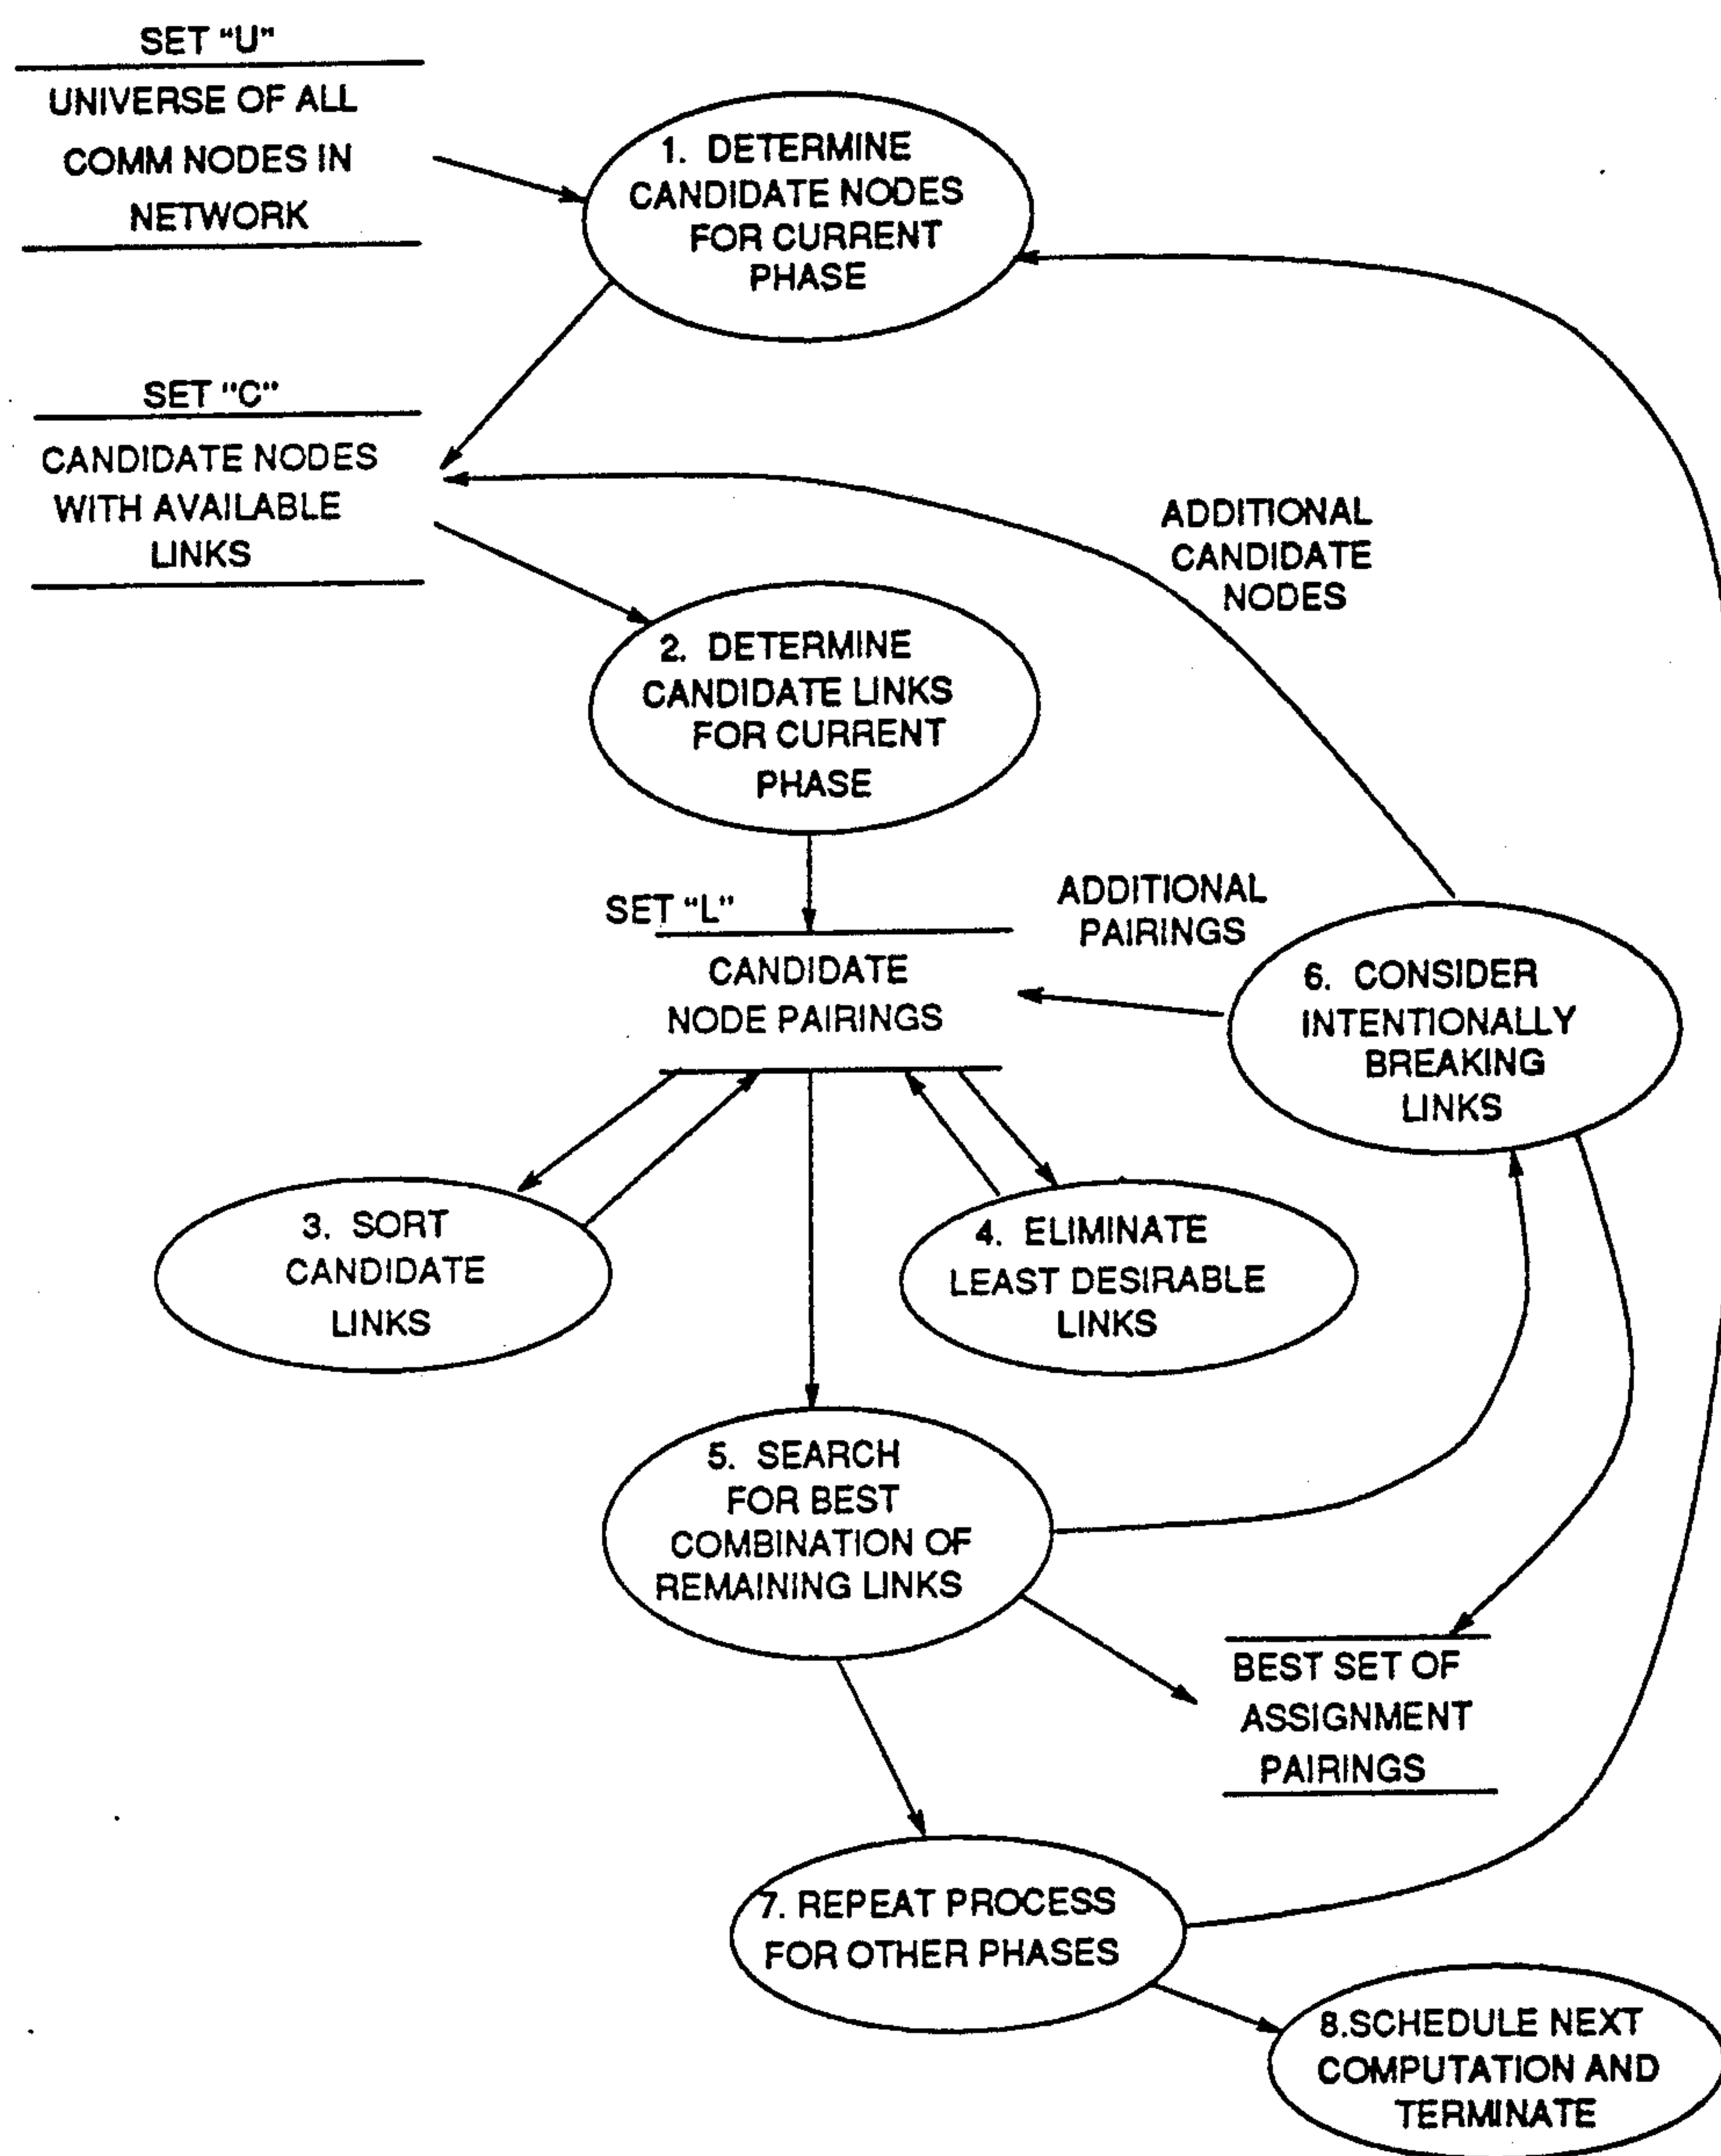 SET "U"
UNIVERSE OF ALL
COMM NODES IN
NETWORK
1. DETERMINE
CANDIDATE NODES
FOR CURRENT
PHASE
SET "C"
CANDIDATE NODES
WITH AVAILABLE
LINKS
ADDITIONAL
CANDIDATE
NODES
2. DETERMINE
CANDIDATE LINKS
FOR CURRENT
PHASE
SET "L"
CANDIDATE
NODE PAIRINGS
ADDITIONAL
PAIRINGS
6. CONSIDER
INTENTIONALLY
BREAKING
LINKS
3. SORT
CANDIDATE
LINKS
4. ELIMINATE
LEAST DESIRABLE
LINKS
5. SEARCH
FOR BEST
COMBINATION OF
REMAINING LINKS
BEST SET OF
ASSIGNMENT
PAIRINGS
7. REPEAT PROCESS
FOR OTHER PHASES
8.SCHEDULE NEXT
COMPUTATION AND
TERMINATE